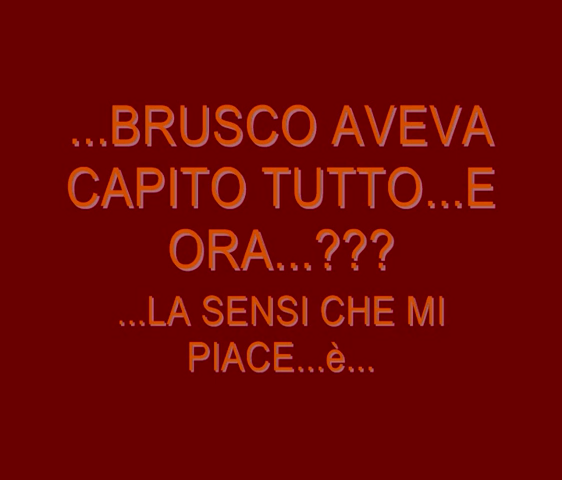 ...BRUSCO AVEVA
CAPITO TUTTO...E
ORA...???
...LA SENSI CHE MI
PIACE...è...